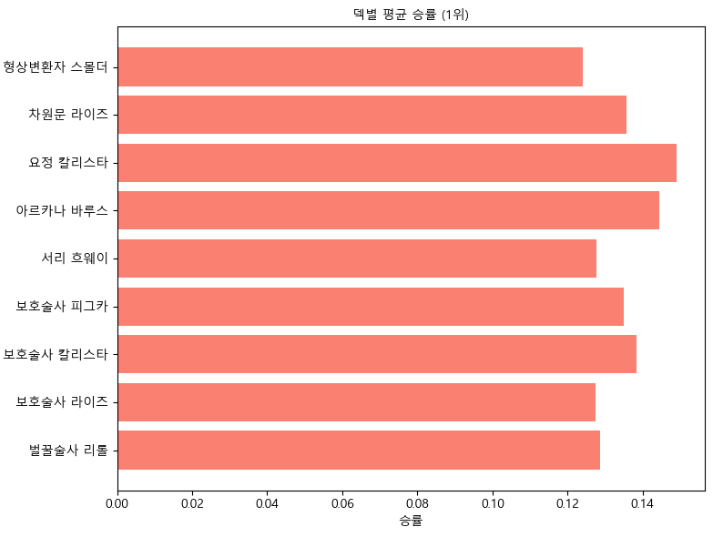 덱별 평균 승률 (1위)
형상변환자 스몰더
차원문 라이즈
요정 칼리스타
아르카나 바루스
서리 흐웨이
보호술사 피그카
보호술사 칼리스타
보호술사 라이즈
벌꿀술사 리롤
0.00 0.02 0.04 0.06 0.08 0.10 0.12 0.14
승률